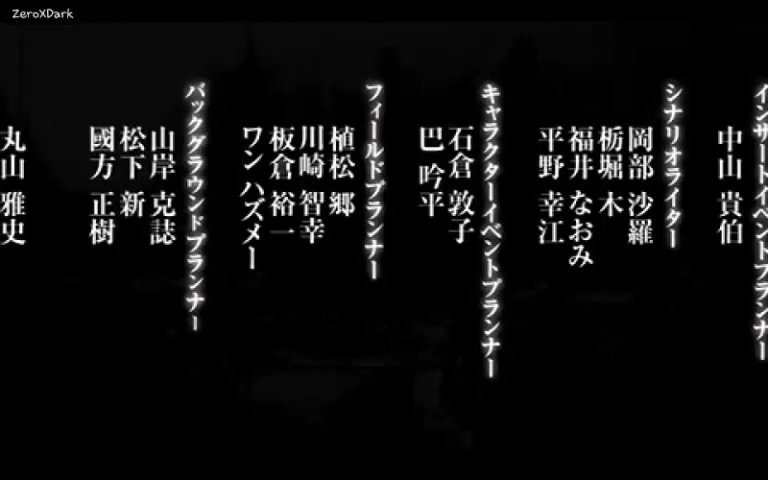 ZeroXDark
インサートイベントプランナー
中山 貴伯
シナリオライター
岡部 沙羅
栃堀 木
福井 なおみ
平野 幸江
キャラクターイベントプランナー
石倉 敦子
巴 吟平
フィールドプランナー
植松 郷
川崎 智幸
板倉 裕一
ワン ハズメー
バックグラウンドプランナー
山岸 克誌
松下 新
國方 正樹
丸山 雅史